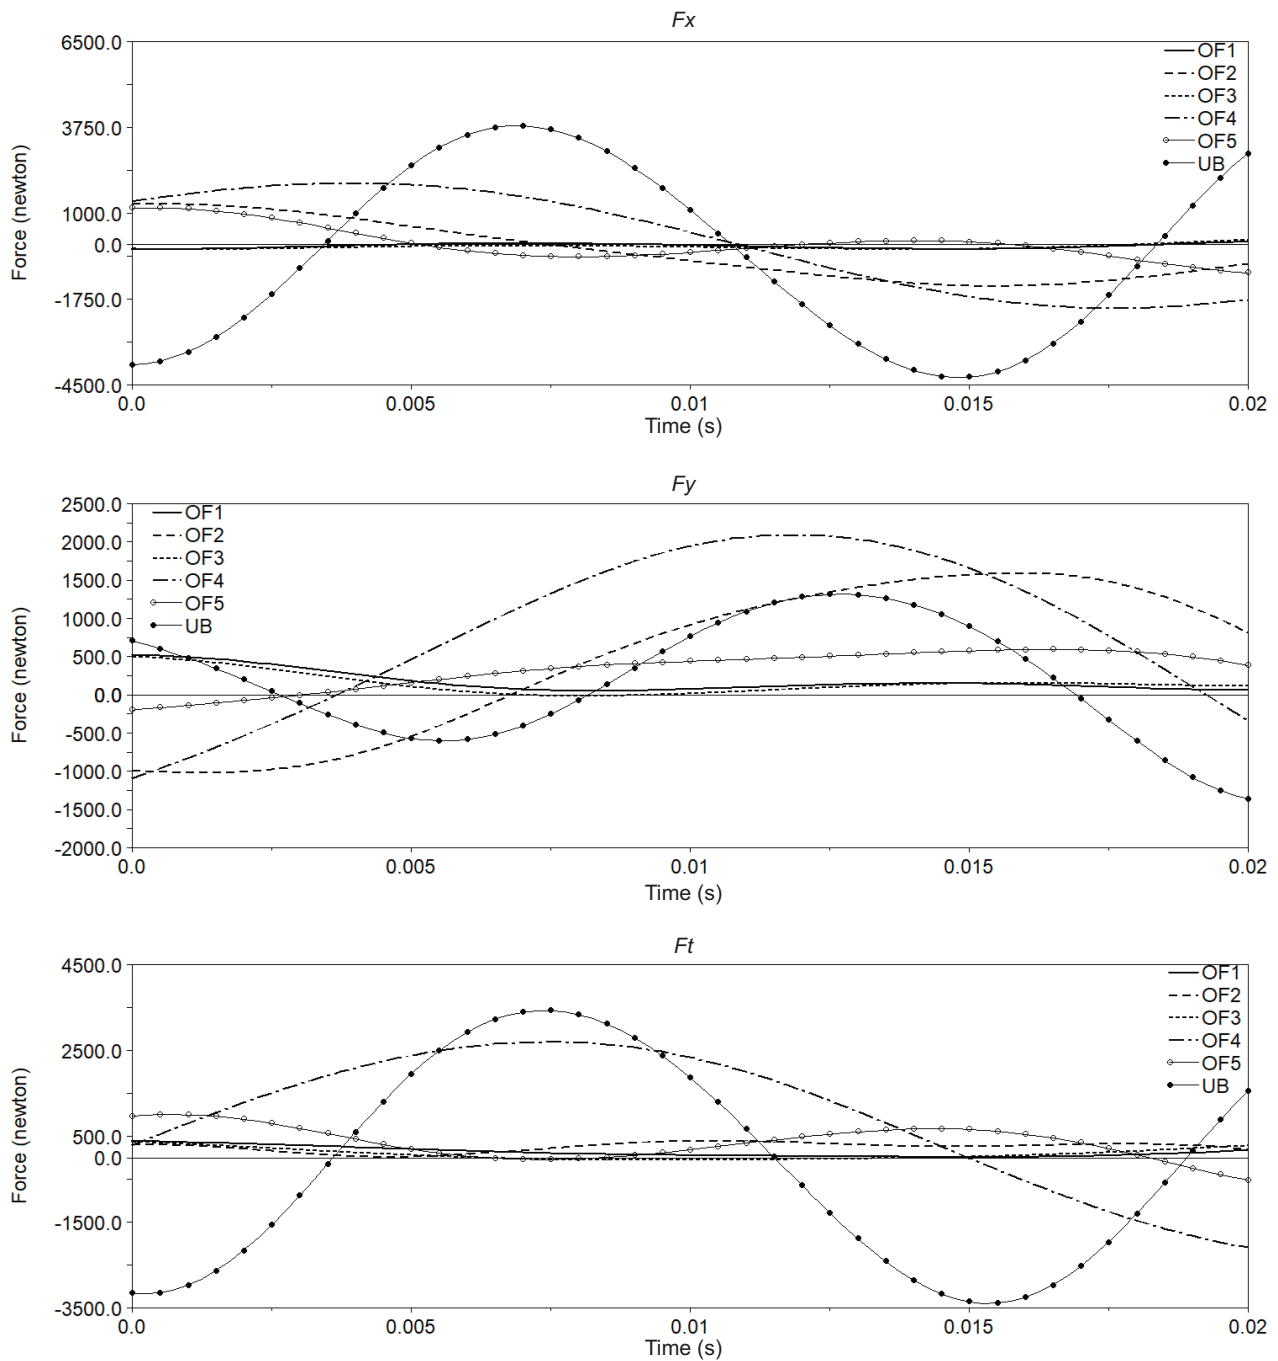 Fx
6500.0
3750.0
1000.0
0.0
-1750.0
-4500.0
Force (newton)
OF1
OF2
OF3
OF4
OF5
UB
0.0 0.005 0.01 0.015 0.02
Time (s)
Fy
2500.0
2000.0
1500.0
1000.0
500.0
0.0
-500.0
-1000.0
-1500.0
-2000.0
Force (newton)
OF1
OF2
OF3
OF4
OF5
UB
0.0 0.005 0.01 0.015 0.02
Time (s)
Ft
4500.0
2500.0
500.0
0.0
-1500.0
-3500.0
Force (newton)
OF1
OF2
OF3
OF4
OF5
UB
0.0 0.005 0.01 0.015 0.02
Time (s)